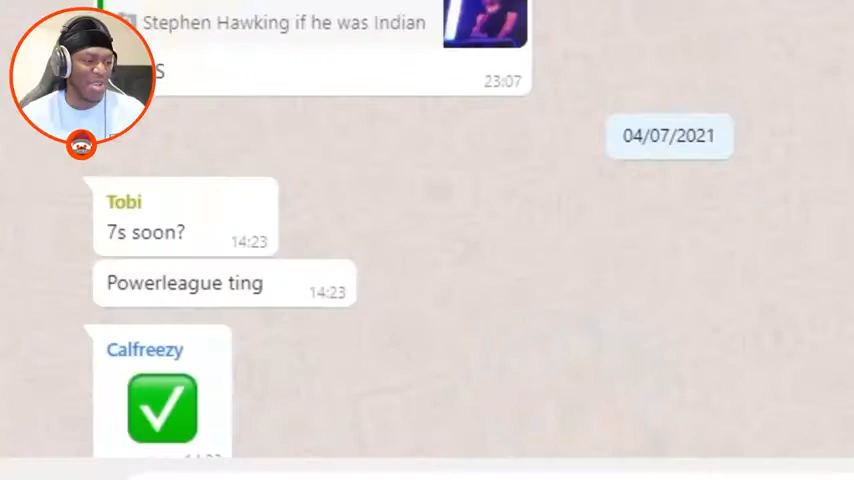 Stephen Hawking if he was Indian
S
23:07
04/07/2021
Tobi
7s soon?
14:23
Powerleague ting
14:23
Calfreezy